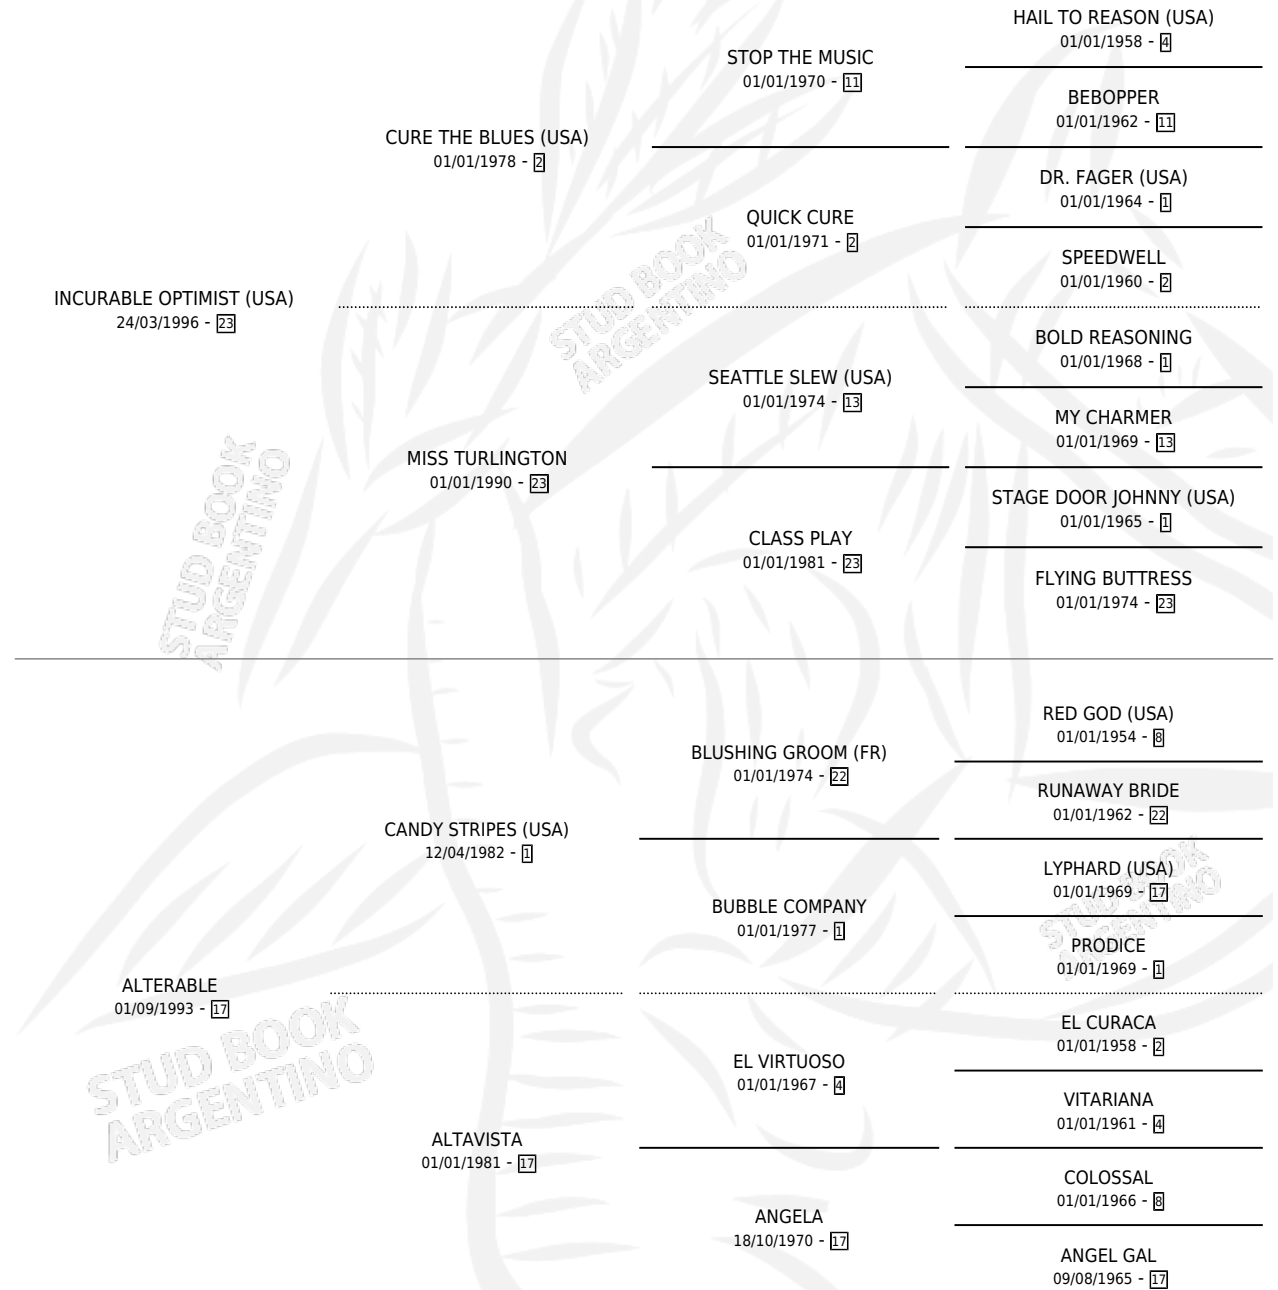 HAIL TO REASON (USA)
01/01/1958 - 4
STOP THE MUSIC
01/01/1970 - 11
BEBOPPER
01/01/1962 - 11
CURE THE BLUES (USA)
01/01/1978 - 2
DR. FAGER (USA)
01/01/1964 - 1
QUICK CURE
01/01/1971 - 2
SPEEDWELL
01/01/1960 - 2
STUD BOOK
ARGENTINO
INCURABLE OPTIMIST (USA)
24/03/1996 - 23
BOLD REASONING
01/01/1968 - 1
SEATTLE SLEW (USA)
01/01/1974 - 13
MY CHARMER
01/01/1969 - 13
MISS TURLINGTON
01/01/1990 - 23
STAGE DOOR JOHNNY (USA)
01/01/1965 - 1
CLASS PLAY
01/01/1981 - 23
FLYING BUTTRESS
01/01/1974 - 23
STUD BOOK
ARGENTINO
RED GOD (USA)
01/01/1954 - 8
BLUSHING GROOM (FR)
01/01/1974 - 22
RUNAWAY BRIDE
01/01/1962 - 22
CANDY STRIPES (USA)
12/04/1982 - 1
LYPHARD (USA)
01/01/1969 - 17
BUBBLE COMPANY
01/01/1977 - 1
PRODICE
01/01/1969 - 1
STUD BOOK
ARGENTINO
ALTERABLE
01/09/1993 - 17
EL CURACA
01/01/1958 - 2
EL VIRTUOSO
01/01/1967 - 4
VITARIANA
01/01/1961 - 4
STUD BOOK
ARGENTINO
ALTAVISTA
01/01/1981 - 17
COLOSSAL
01/01/1966 - 8
ANGELA
18/10/1970 - 17
ANGEL GAL
09/08/1965 - 17